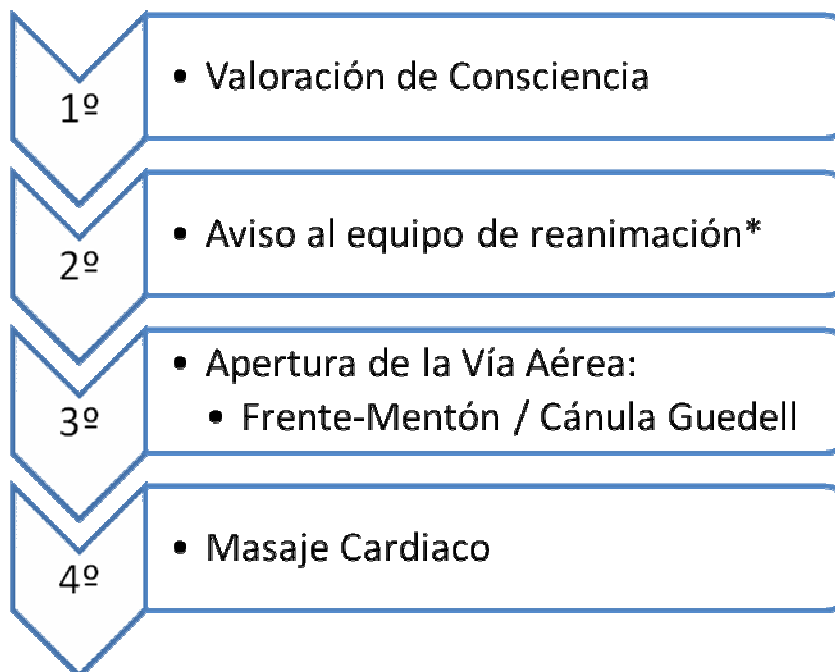 1º
• Valoración de Consciencia
2º
• Aviso al equipo de reanimación*
3º
• Apertura de la Vía Aérea:
• Frente-Mentón / Cánula Guedell
4º
• Masaje Cardiaco